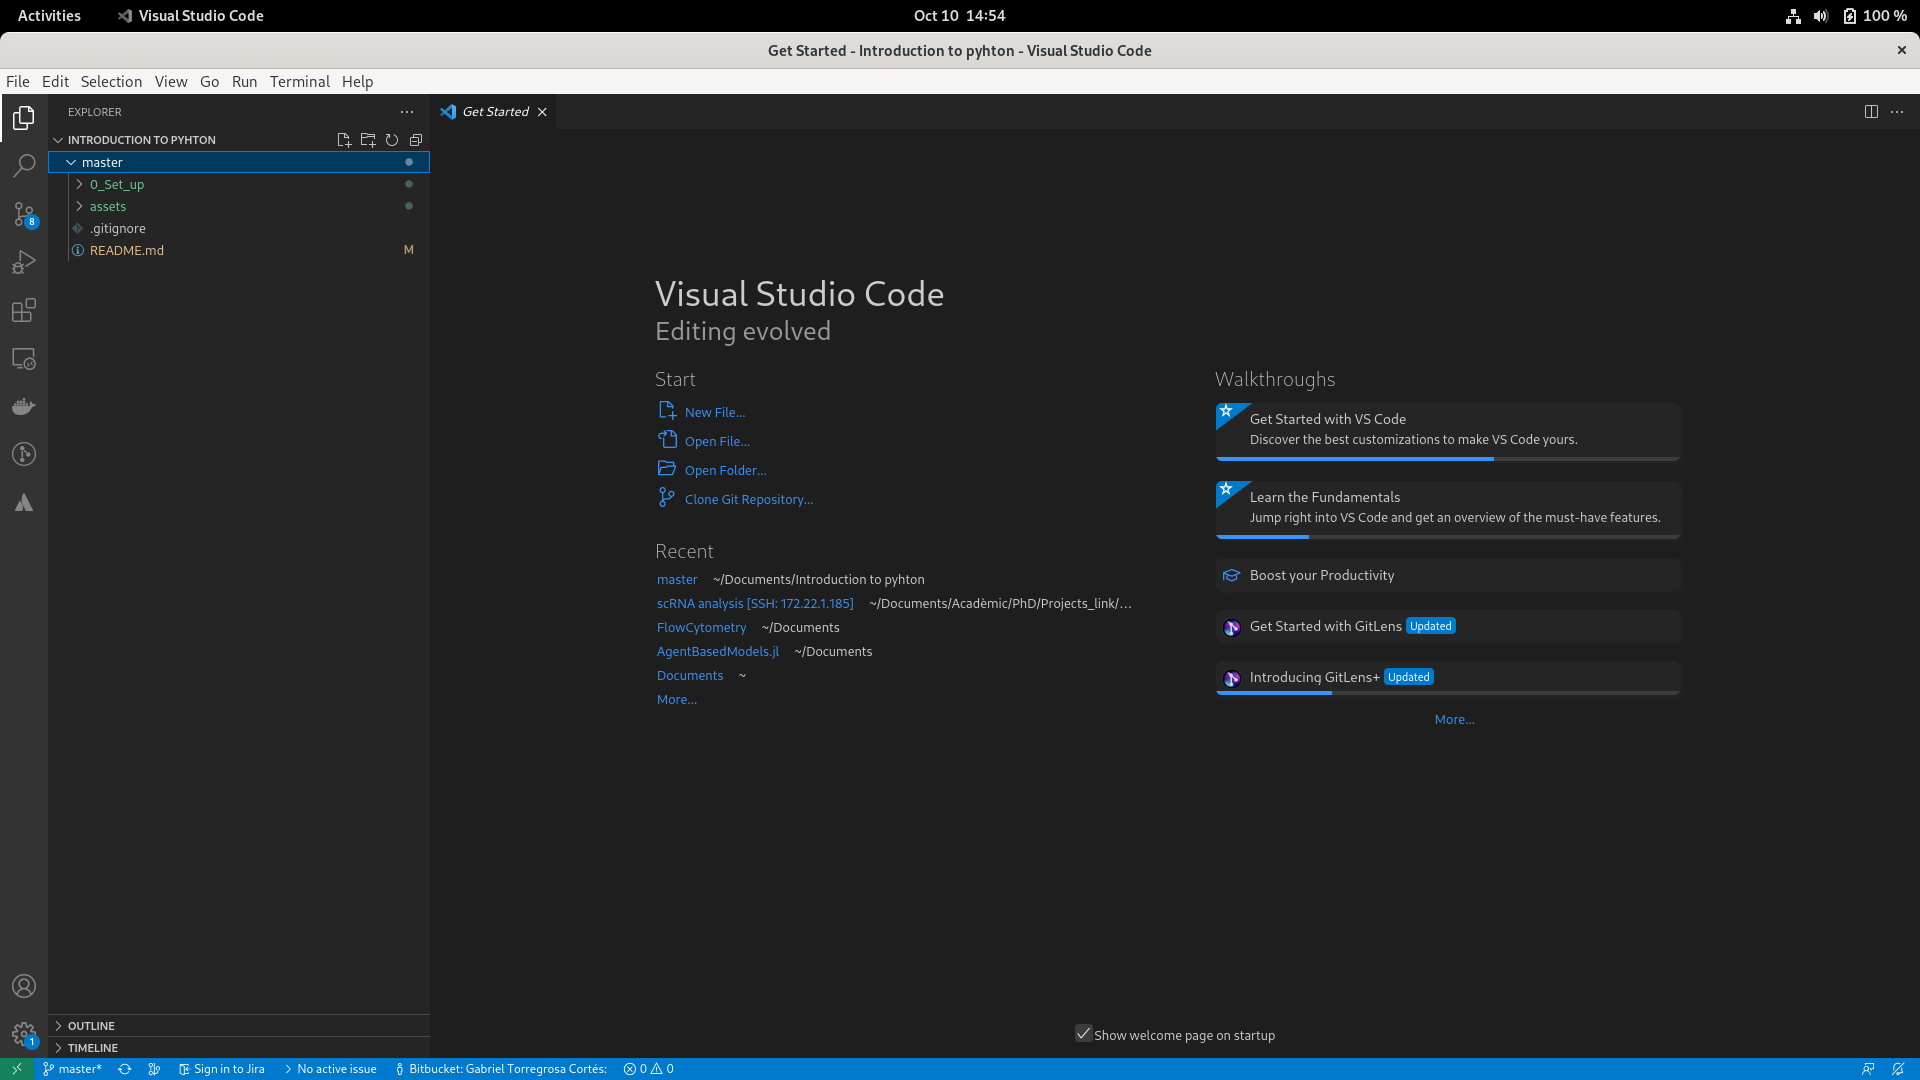 Activities Visual Studio Code Oct 10 14:54 100 %
Get Started - Introduction to pyhton - Visual Studio Code
File Edit Selection View Go Run Terminal Help
EXPLORER
Get Started
INTRODUCTION TO PYHTON
master
0_Set_up
assets
.gitignore
README.md M
8
Visual Studio Code
Editing evolved
Start
New File...
Open File...
Open Folder...
Clone Git Repository...
Recent
master ~/Documents/Introduction to pyhton
scRNA analysis [SSH: 172.22.1.185] ~/Documents/Acadèmic/PhD/Projects_link/...
FlowCytometry ~/Documents
AgentBasedModels.jl ~/Documents
Documents ~
More...
Walkthroughs
Get Started with VS Code
Discover the best customizations to make VS Code yours.
Learn the Fundamentals
Jump right into VS Code and get an overview of the must-have features.
Boost your Productivity
Get Started with GitLens Updated
Introducing GitLens+ Updated
More...
Show welcome page on startup
OUTLINE
TIMELINE
1
master* Sign in to Jira No active issue Bitbucket: Gabriel Torregrosa Cortés: 0 0